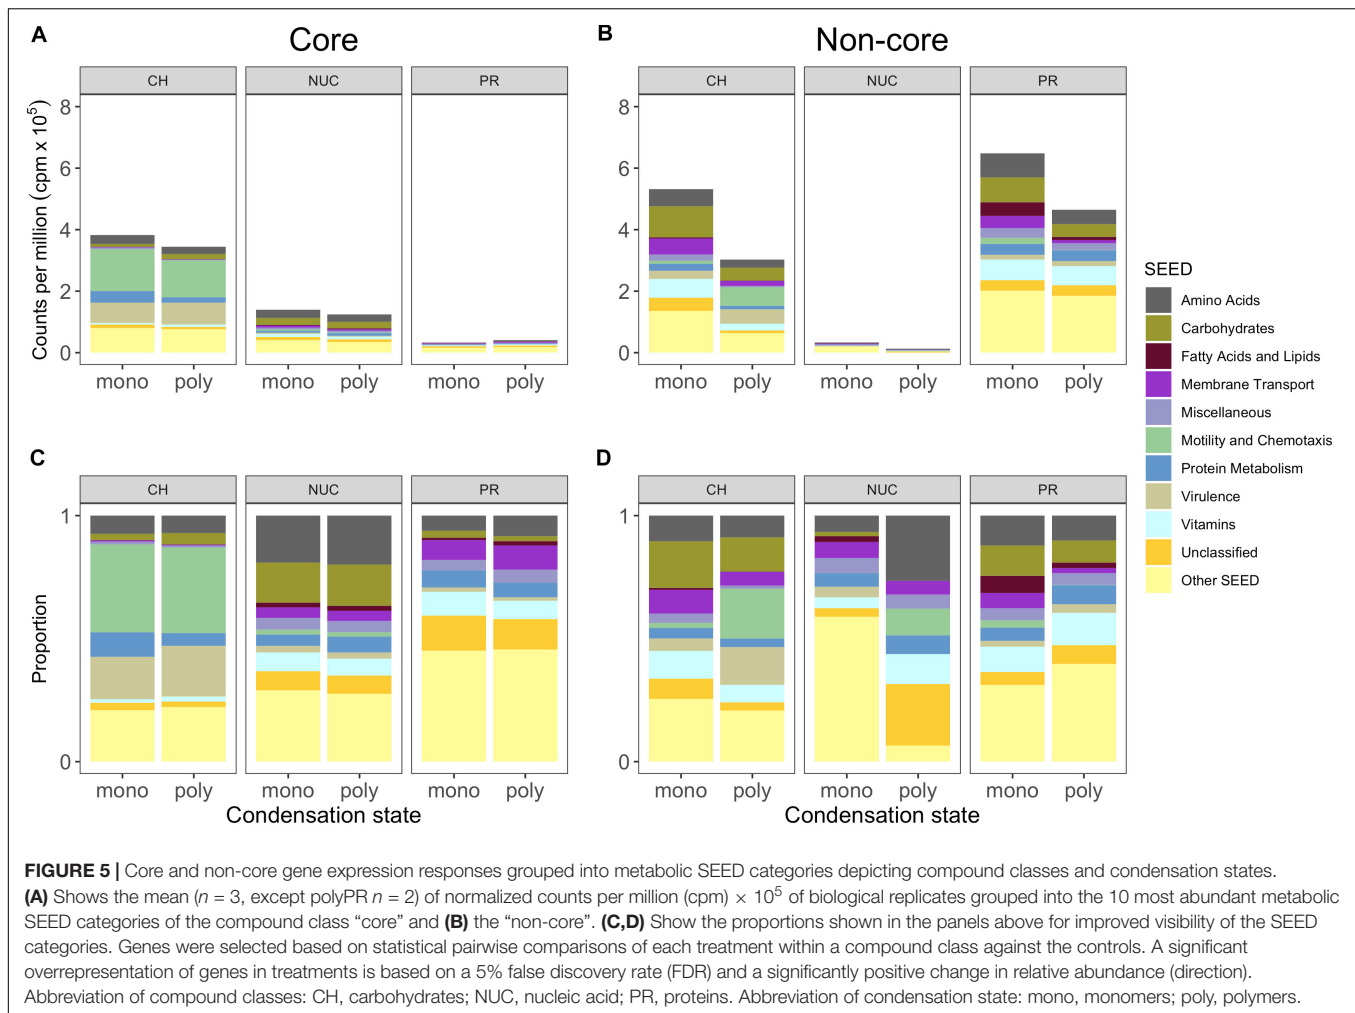 A
Core
B
Non-core
CH
NUC
PR
CH
NUC
PR
Counts per million (cpm x 10⁵)
8
6
4
2
0
8
6
4
2
0
mono
poly
mono
poly
mono
poly
mono
poly
mono
poly
mono
poly
SEED
Amino Acids
Carbohydrates
Fatty Acids and Lipids
Membrane Transport
Miscellaneous
Motility and Chemotaxis
Protein Metabolism
Virulence
Vitamins
Unclassified
Other SEED
C
D
CH
NUC
PR
CH
NUC
PR
Proportion
1
0
1
0
mono
poly
mono
poly
mono
poly
mono
poly
mono
poly
mono
poly
Condensation state
Condensation state
FIGURE 5 | Core and non-core gene expression responses grouped into metabolic SEED categories depicting compound classes and condensation states.
(A) Shows the mean (n = 3, except polyPR n = 2) of normalized counts per million (cpm) × 10⁵ of biological replicates grouped into the 10 most abundant metabolic
SEED categories of the compound class “core” and (B) the “non-core”. (C,D) Show the proportions shown in the panels above for improved visibility of the SEED
categories. Genes were selected based on statistical pairwise comparisons of each treatment within a compound class against the controls. A significant
overrepresentation of genes in treatments is based on a 5% false discovery rate (FDR) and a significantly positive change in relative abundance (direction).
Abbreviation of compound classes: CH, carbohydrates; NUC, nucleic acid; PR, proteins. Abbreviation of condensation state: mono, monomers; poly, polymers.